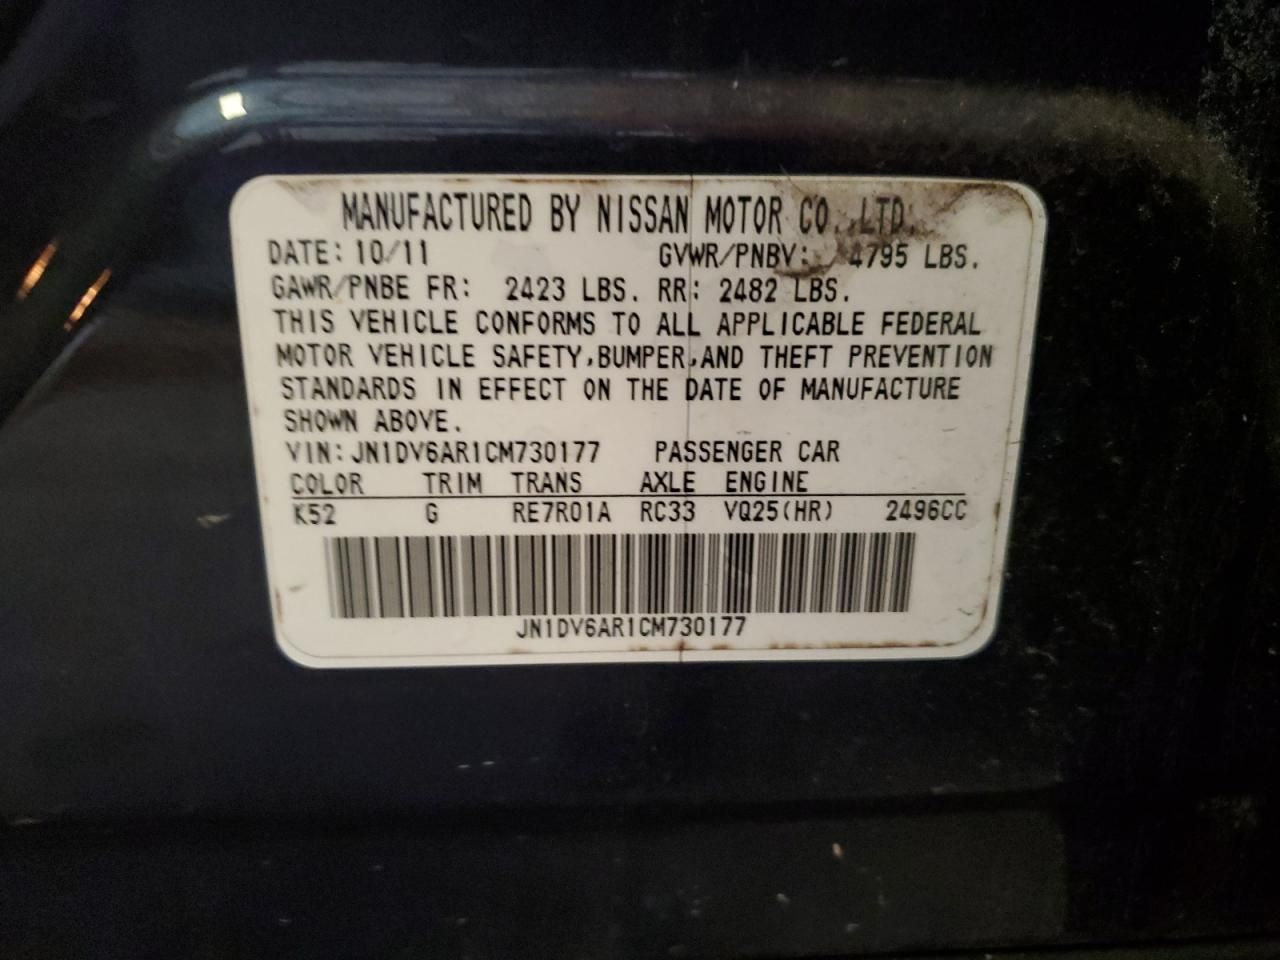 MANUFACTURED BY NISSAN MOTOR CO.,LTD.
DATE: 10/11 GVWR/PNBV: 4795 LBS.
GAWR/PNBE FR: 2423 LBS. RR: 2482 LBS.
THIS VEHICLE CONFORMS TO ALL APPLICABLE FEDERAL
MOTOR VEHICLE SAFETY,BUMPER,AND THEFT PREVENTION
STANDARDS IN EFFECT ON THE DATE OF MANUFACTURE
SHOWN ABOVE.
VIN:JN1DV6AR1CM730177 PASSENGER CAR
COLOR TRIM TRANS AXLE ENGINE
K52 G RE7R01A RC33 VQ25(HR) 2496CC
JN1DV6AR1CM730177